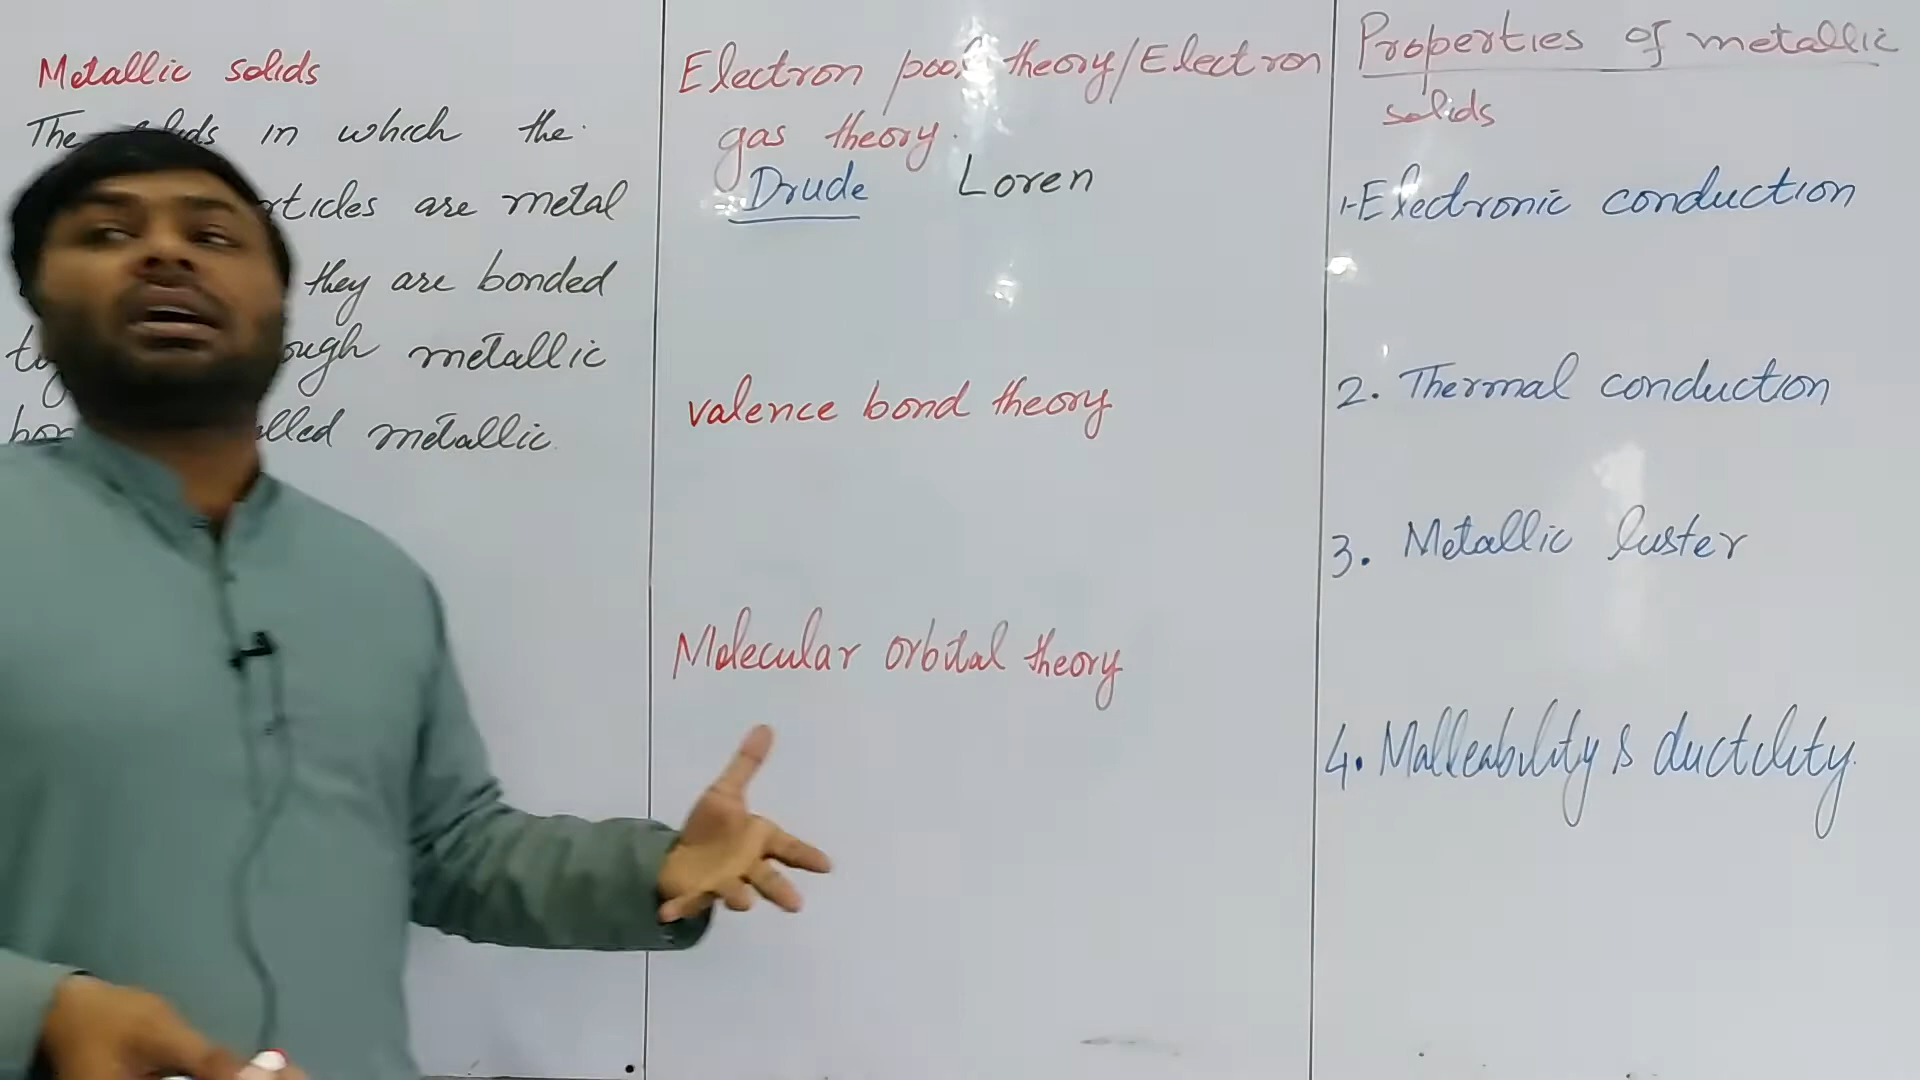 Metallic solids
The in which the
are metal
they are bonded
metallic
metallic
Electron pool theory/Electron
gas theory.
Drude Loren
valence bond theory
Molecular orbital theory
Properties of metallic
solids
1-Electronic conduction
2. Thermal conduction
3. Metallic luster
4. Malleability & ductility.